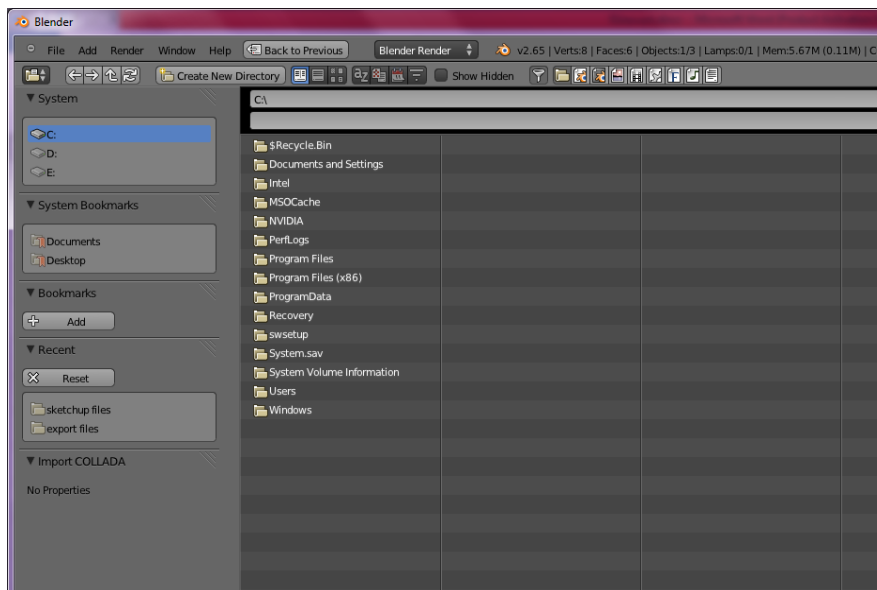 Blender
File Add Render Window Help Back to Previous Blender Render v2.65 | Verts:8 | Faces:6 | Objects:1/3 | Lamps:0/1 | Mem:5.67M (0.11M) | C
Create New Directory Show Hidden
System
C:\
C:
D:
E:
System Bookmarks
Documents
Desktop
Bookmarks
Add
Recent
Reset
sketchup files
export files
Import COLLADA
No Properties
$Recycle.Bin
Documents and Settings
Intel
MSOCache
NVIDIA
PerfLogs
Program Files
Program Files (x86)
ProgramData
Recovery
swsetup
System.sav
System Volume Information
Users
Windows